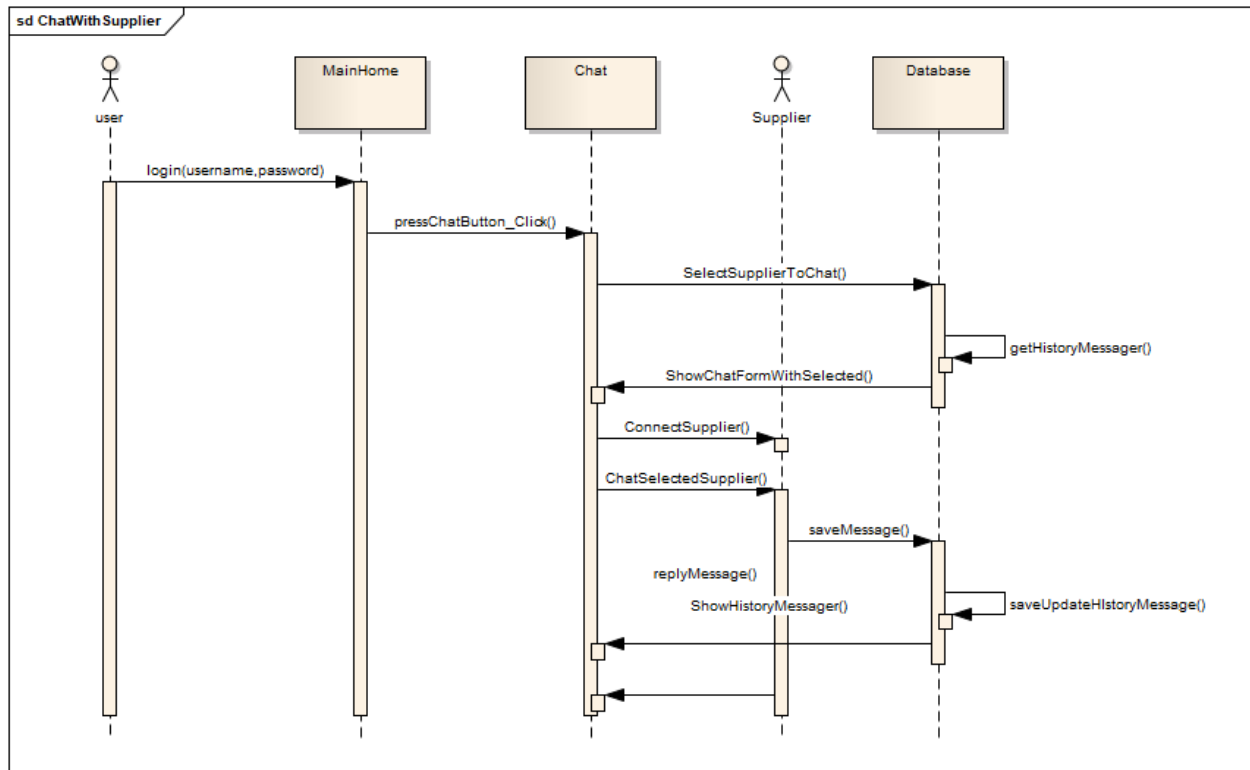 sd ChatWithSupplier
user
MainHome
Chat
Supplier
Database
login(username,password)
pressChatButton_Click()
SelectSupplierToChat()
getHistoryMessager()
ShowChatFormWithSelected()
ConnectSupplier()
ChatSelectedSupplier()
saveMessage()
replyMessage()
ShowHistoryMessager()
saveUpdateHIstoryMessage()